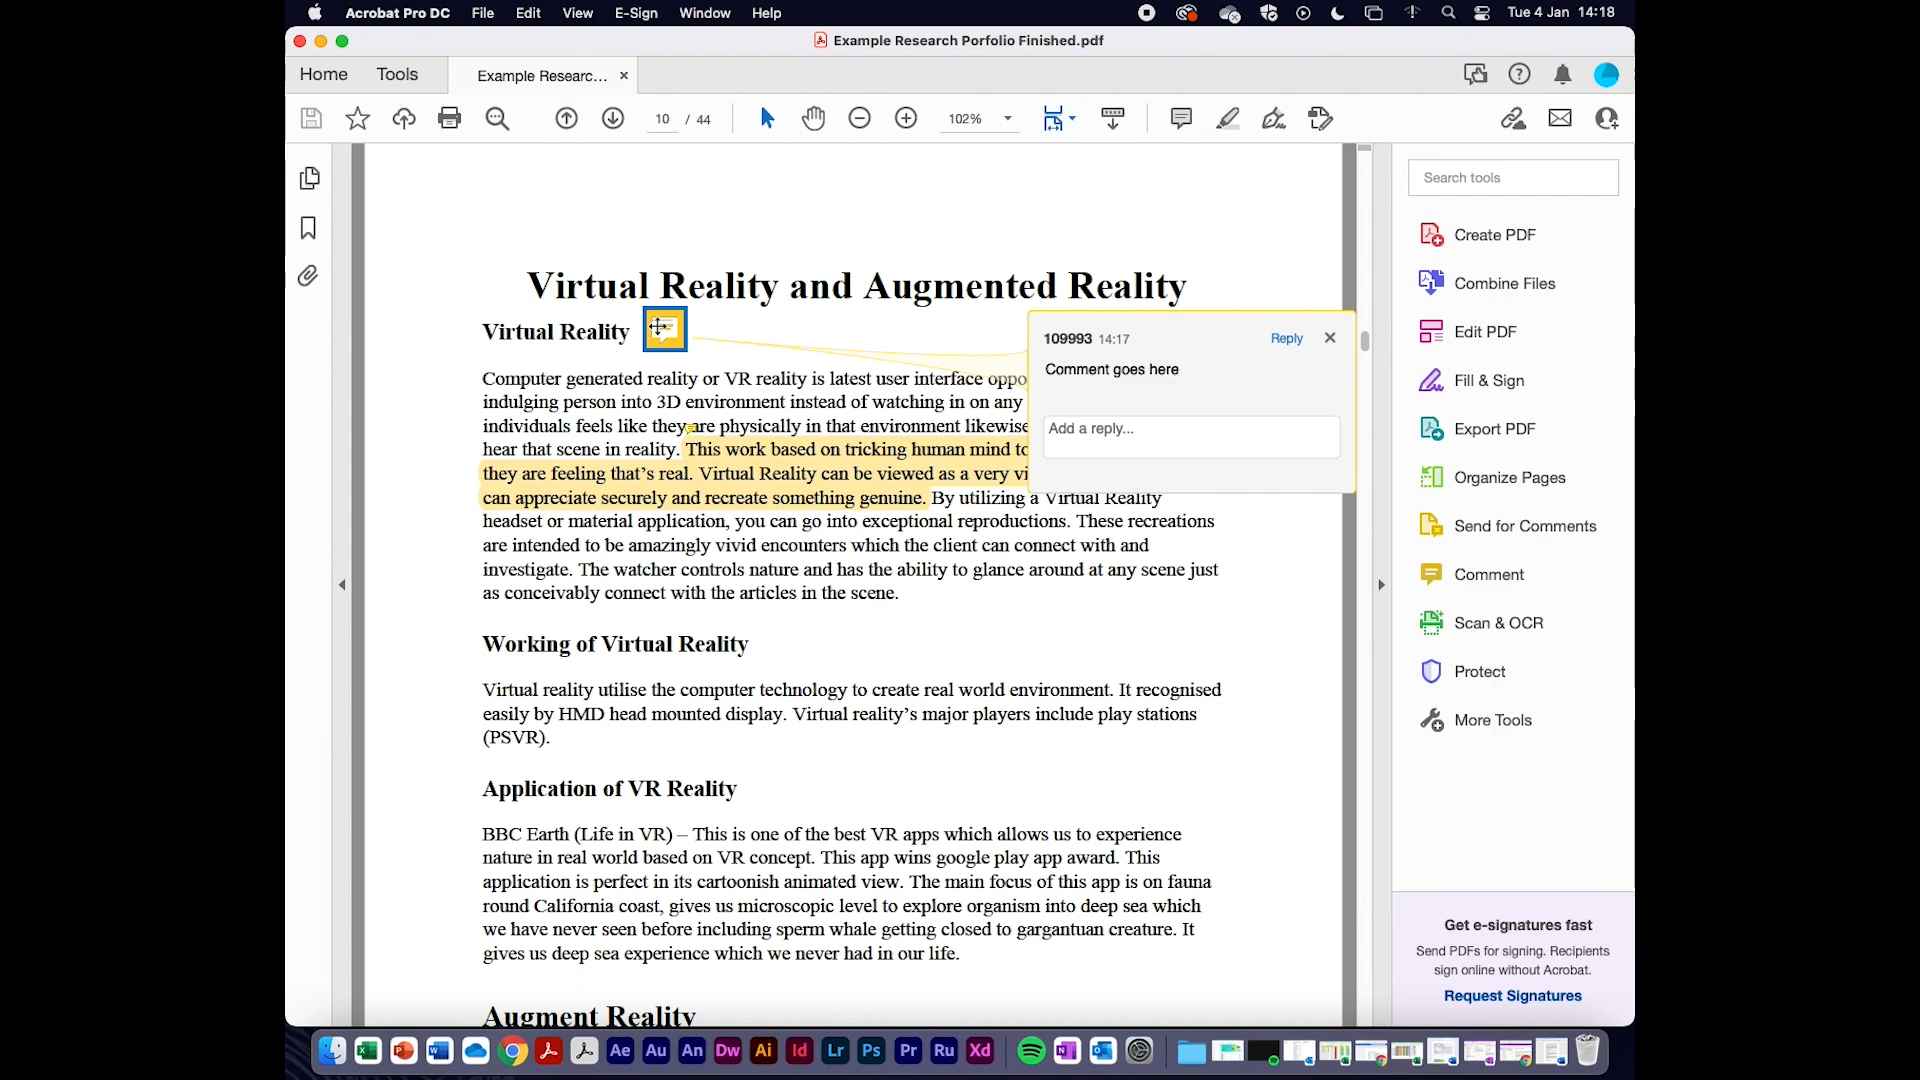 Acrobat Pro DC File Edit View E-Sign Window Help Tue 4 Jan 14:18
Example Research Porfolio Finished.pdf
Home Tools Example Researc...
10 / 44 102%
Search tools
Create PDF
Combine Files
Edit PDF
Fill & Sign
Export PDF
Organize Pages
Send for Comments
Comment
Scan & OCR
Protect
More Tools
Get e-signatures fast
Send PDFs for signing. Recipients
sign online without Acrobat.
Request Signatures
Virtual Reality and Augmented Reality
Virtual Reality
109993 14:17 Reply
Comment goes here
Add a reply...
Computer generated reality or VR reality is latest user interface oppo
indulging person into 3D environment instead of watching in on any
individuals feels like they are physically in that environment likewise
hear that scene in reality. This work based on tricking human mind to
they are feeling that's real. Virtual Reality can be viewed as a very vi
can appreciate securely and recreate something genuine. By utilizing a Virtual Reality
headset or material application, you can go into exceptional reproductions. These recreations
are intended to be amazingly vivid encounters which the client can connect with and
investigate. The watcher controls nature and has the ability to glance around at any scene just
as conceivably connect with the articles in the scene.
Working of Virtual Reality
Virtual reality utilise the computer technology to create real world environment. It recognised
easily by HMD head mounted display. Virtual reality's major players include play stations
(PSVR).
Application of VR Reality
BBC Earth (Life in VR) – This is one of the best VR apps which allows us to experience
nature in real world based on VR concept. This app wins google play app award. This
application is perfect in its cartoonish animated view. The main focus of this app is on fauna
round California coast, gives us microscopic level to explore organism into deep sea which
we have never seen before including sperm whale getting closed to gargantuan creature. It
gives us deep sea experience which we never had in our life.
Augment Reality
Ae Au An Dw Ai Id Lr Ps Pr Ru Xd